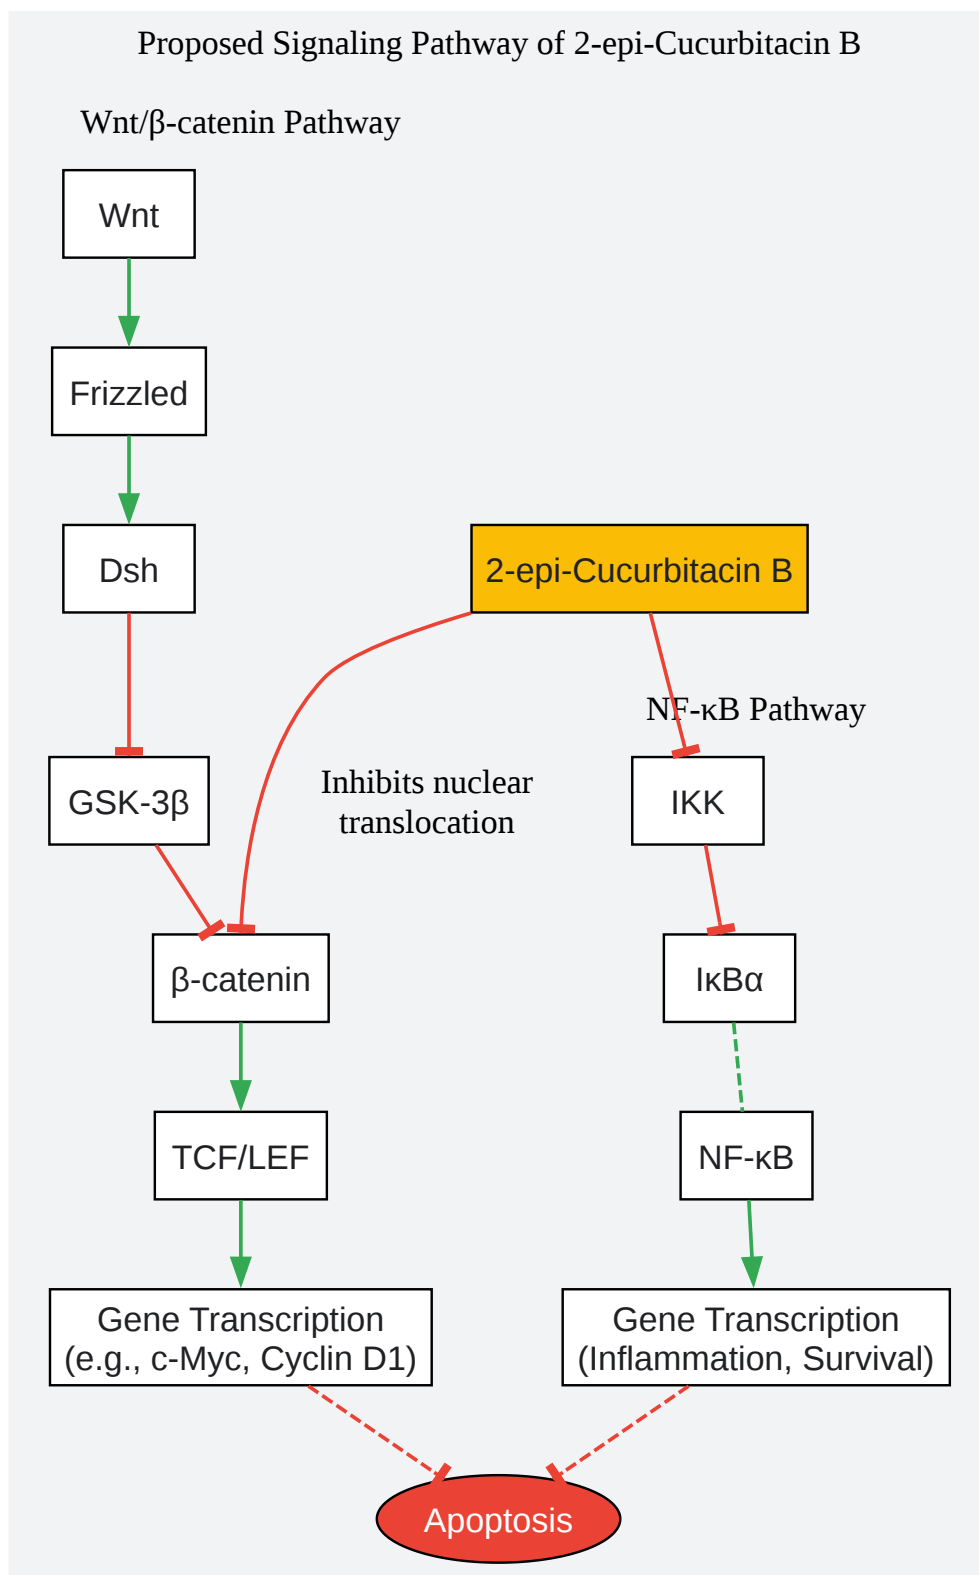 Proposed Signaling Pathway of 2-epi-Cucurbitacin B
Wnt/β-catenin Pathway
Wnt
Frizzled
Dsh
2-epi-Cucurbitacin B
NF-κB Pathway
Inhibits nuclear
translocation
GSK-3β
IKK
β-catenin
IκBα
TCF/LEF
NF-κB
Gene Transcription
(e.g., c-Myc, Cyclin D1)
Gene Transcription
(Inflammation, Survival)
Apoptosis